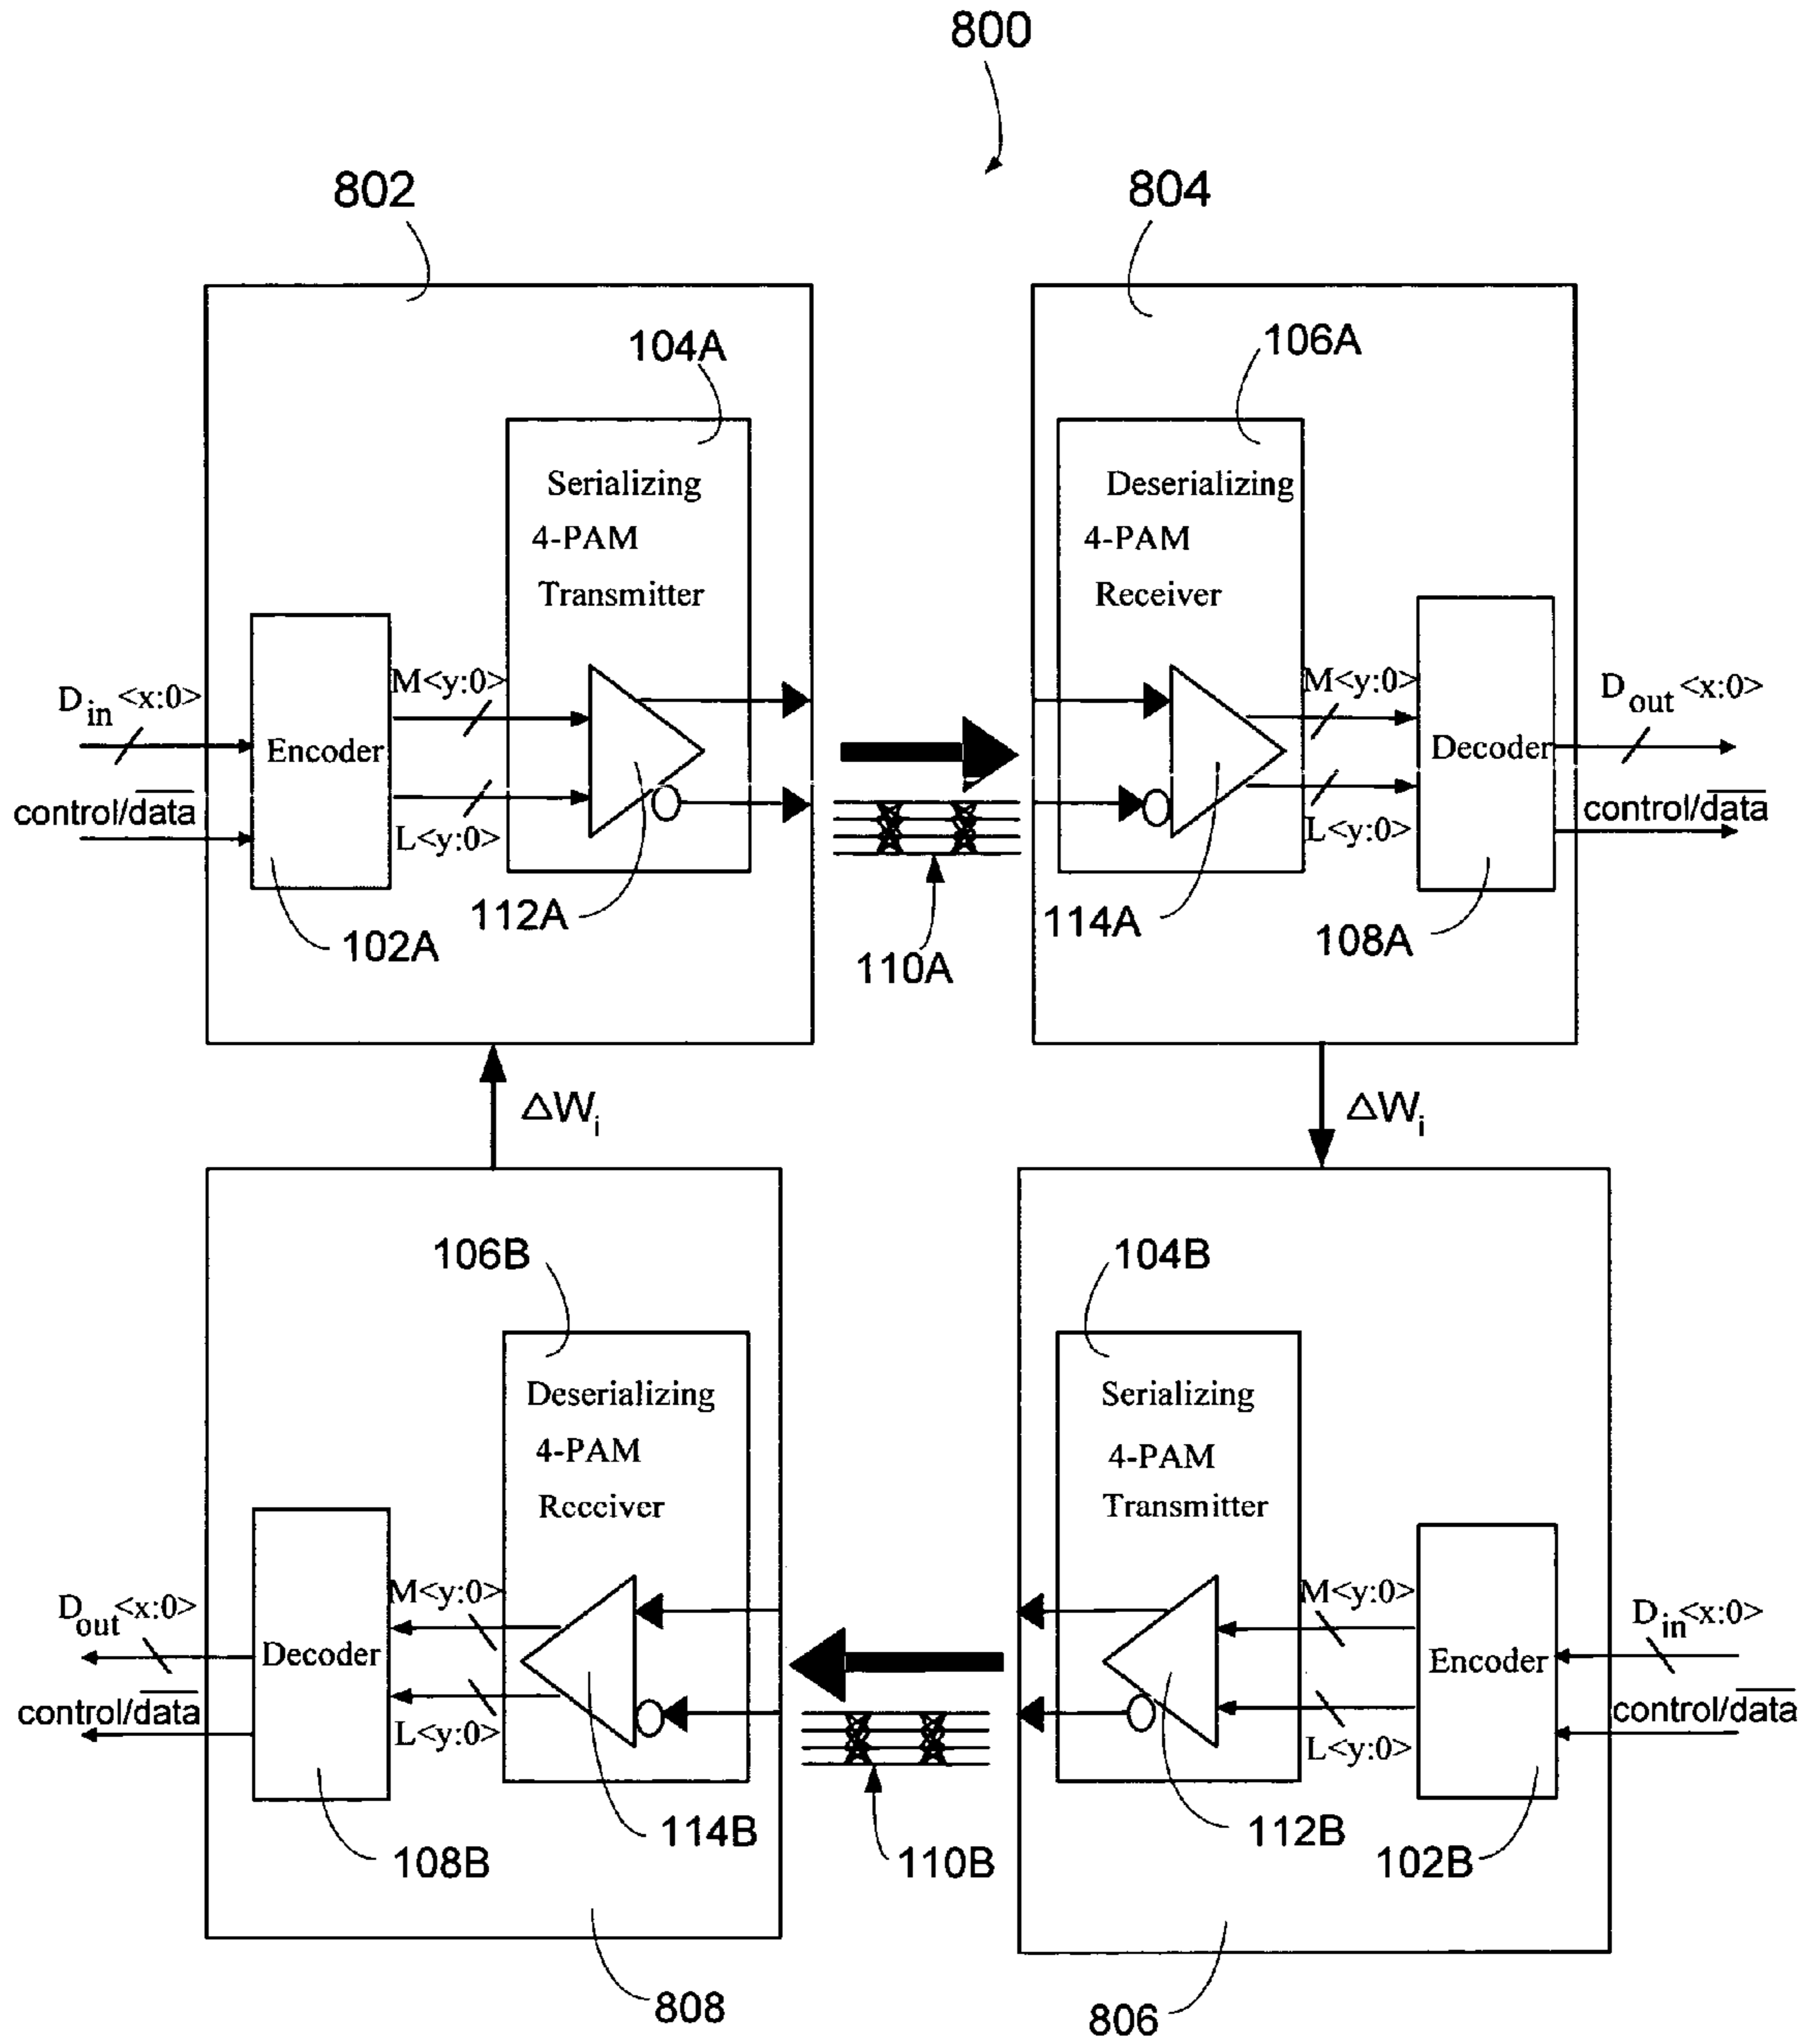 800
802
804
104A
106A
Serializing
4-PAM
Transmitter
Deserializing
4-PAM
Receiver
Din<x:0>
control/data
Encoder
M<y:0>
L<y:0>
M<y:0>
L<y:0>
Decoder
Dout<x:0>
control/data
112A
102A
110A
114A
108A
ΔWi
ΔWi
106B
104B
Deserializing
4-PAM
Receiver
Serializing
4-PAM
Transmitter
Dout<x:0>
control/data
Decoder
M<y:0>
L<y:0>
M<y:0>
L<y:0>
Encoder
Din<x:0>
control/data
114B
108B
110B
112B
102B
808
806